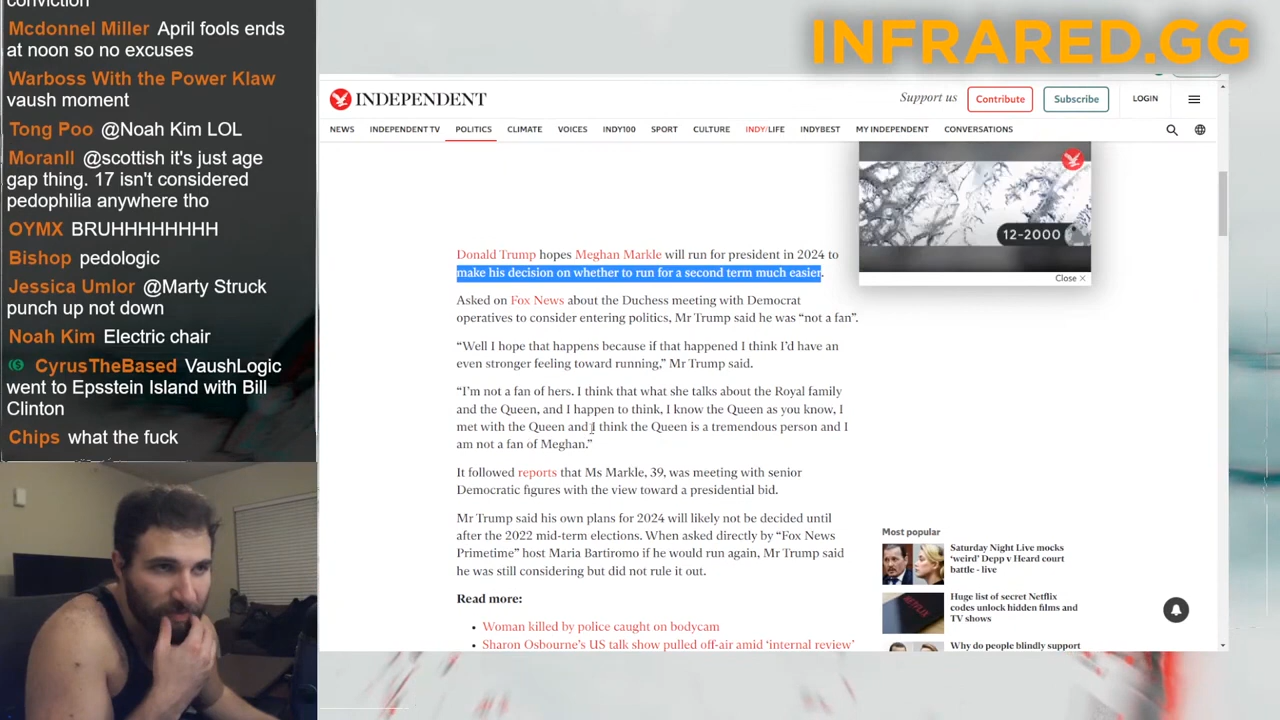 conviction
Mcdonnel Miller April fools ends
at noon so no excuses
Warboss With the Power Klaw
vaush moment
Tong Poo @Noah Kim LOL
Moranll @scottish it's just age
gap thing. 17 isn't considered
pedophilia anywhere tho
OYMX BRUHHHHHHHH
Bishop pedologic
Jessica Umlor @Marty Struck
punch up not down
Noah Kim Electric chair
CyrusTheBased VaushLogic
went to Epsstein Island with Bill
Clinton
Chips what the fuck
INFRARED.GG
INDEPENDENT
Support us
Contribute
Subscribe
LOGIN
NEWS INDEPENDENT TV POLITICS CLIMATE VOICES INDY100 SPORT CULTURE INDY/LIFE INDYBEST MY INDEPENDENT CONVERSATIONS
12-2000
Close ×
Donald Trump hopes Meghan Markle will run for president in 2024 to
make his decision on whether to run for a second term much easier.
Asked on Fox News about the Duchess meeting with Democrat
operatives to consider entering politics, Mr Trump said he was “not a fan”.
“Well I hope that happens because if that happened I think I’d have an
even stronger feeling toward running,” Mr Trump said.
“I’m not a fan of hers. I think that what she talks about the Royal family
and the Queen, and I happen to think, I know the Queen as you know, I
met with the Queen and I think the Queen is a tremendous person and I
am not a fan of Meghan.”
It followed reports that Ms Markle, 39, was meeting with senior
Democratic figures with the view toward a presidential bid.
Mr Trump said his own plans for 2024 will likely not be decided until
after the 2022 mid-term elections. When asked directly by “Fox News
Primetime” host Maria Bartiromo if he would run again, Mr Trump said
he was still considering but did not rule it out.
Read more:
Woman killed by police caught on bodycam
Sharon Osbourne’s US talk show pulled off-air amid ‘internal review’
Most popular
Saturday Night Live mocks
‘weird’ Depp v Heard court
battle - live
Huge list of secret Netflix
codes unlock hidden films and
TV shows
Why do people blindly support